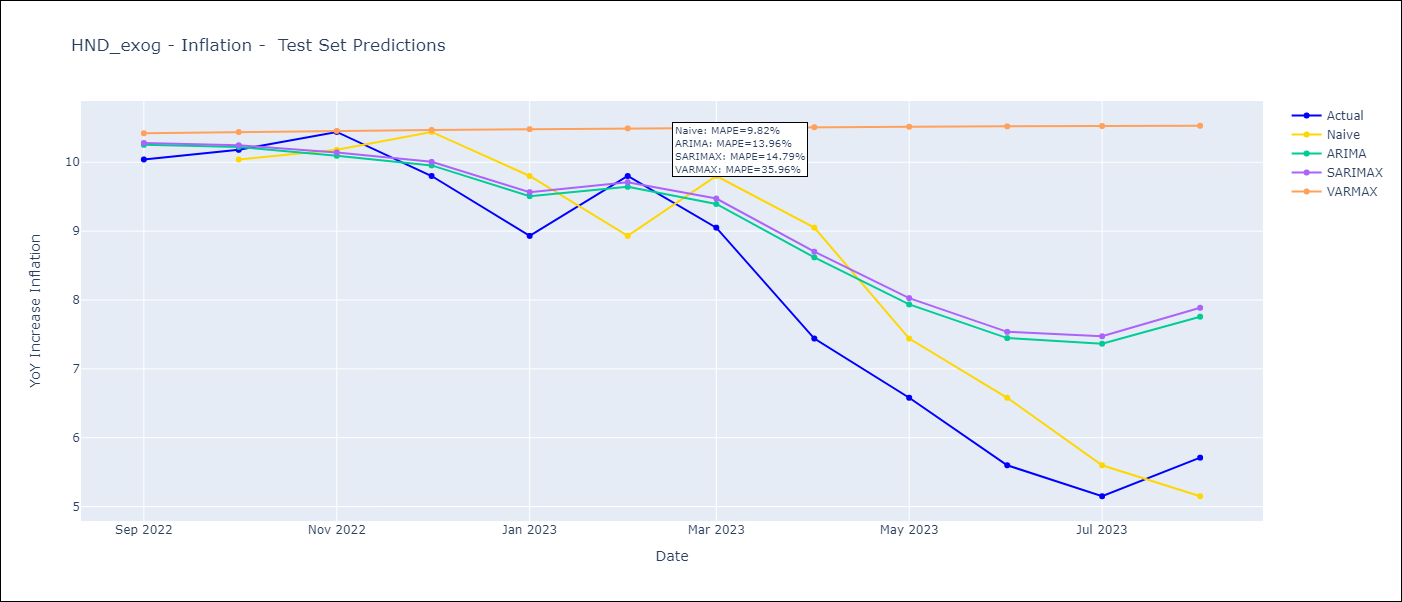 HND_exog - Inflation -  Test Set Predictions
Actual
Naive
ARIMA
SARIMAX
VARMAX
Naive: MAPE=9.82%
ARIMA: MAPE=13.96%
SARIMAX: MAPE=14.79%
VARMAX: MAPE=35.96%
YoY Increase Inflation
10
9
8
7
6
5
Sep 2022
Nov 2022
Jan 2023
Mar 2023
May 2023
Jul 2023
Date